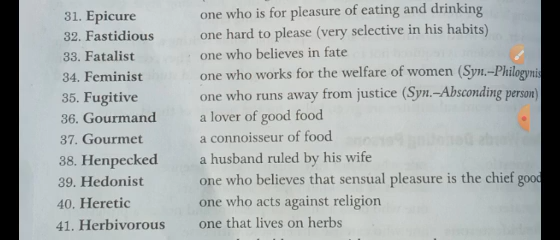 31. Epicure one who is for pleasure of eating and drinking
32. Fastidious one hard to please (very selective in his habits)
33. Fatalist one who believes in fate
34. Feminist one who works for the welfare of women (Syn.–Philogynis
35. Fugitive one who runs away from justice (Syn.–Absconding person)
36. Gourmand a lover of good food
37. Gourmet a connoisseur of food
38. Henpecked a husband ruled by his wife
39. Hedonist one who believes that sensual pleasure is the chief good
40. Heretic one who acts against religion
41. Herbivorous one that lives on herbs